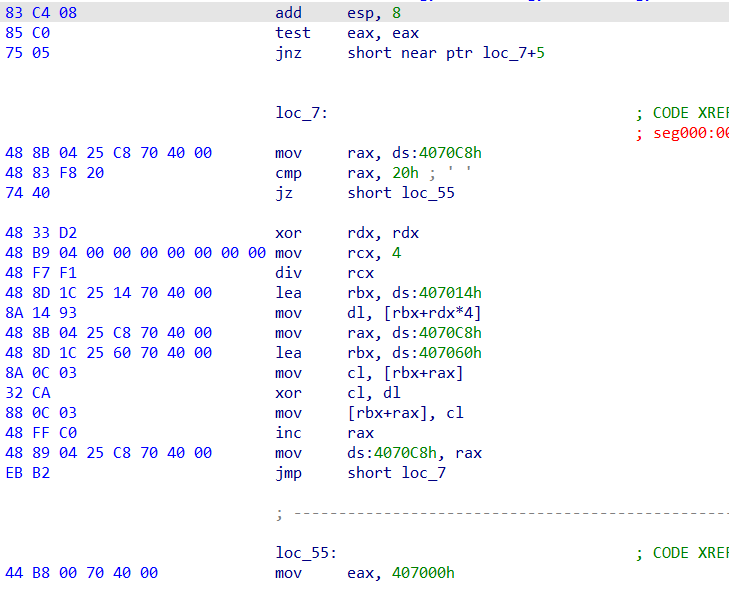 83 C4 08 add esp, 8
85 C0 test eax, eax
75 05 jnz short near ptr loc_7+5
loc_7: ; CODE XREF
; seg000:00
48 8B 04 25 C8 70 40 00 mov rax, ds:4070C8h
48 83 F8 20 cmp rax, 20h ; ' '
74 40 jz short loc_55
48 33 D2 xor rdx, rdx
48 B9 04 00 00 00 00 00 00 00 mov rcx, 4
48 F7 F1 div rcx
48 8D 1C 25 14 70 40 00 lea rbx, ds:407014h
8A 14 93 mov dl, [rbx+rdx*4]
48 8B 04 25 C8 70 40 00 mov rax, ds:4070C8h
48 8D 1C 25 60 70 40 00 lea rbx, ds:407060h
8A 0C 03 mov cl, [rbx+rax]
32 CA xor cl, dl
88 0C 03 mov [rbx+rax], cl
48 FF C0 inc rax
48 89 04 25 C8 70 40 00 mov ds:4070C8h, rax
EB B2 jmp short loc_7
; ---------------------------------------------------
loc_55: ; CODE XREF
44 B8 00 70 40 00 mov eax, 407000h